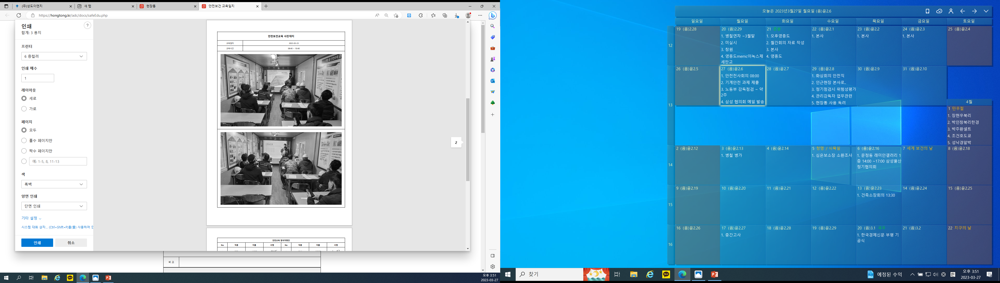 (주)성도이엔지
새 탭
현장통
안전보건 교육일지
https://hongtong.kr/adc/docs/safeEdu.php
인쇄
합계: 3 용지
?
프린터
6 중컬러
인쇄 매수
1
레이아웃
세로
가로
페이지
모두
홀수 페이지만
짝수 페이지만
예: 1-5, 8, 11-13
색
흑백
양면 인쇄
단면 인쇄
기타 설정
시스템 대화 상자... (Ctrl+Shift+P)을(를) 사용하여 인
인쇄
취소
안전보건교육 사진대지
교육일자 2023-03-23
교육시간 08:40 ~ 10:40
2
안전교육 참석자명단
No 직종 이름 서명 No 직종 이름 서명
비 고
오후 3:51
2023-03-27
오늘은 2023년3월27일 월요일 (음)윤2.6
일요일 월요일 화요일 수요일 목요일 금요일 토요일
12
19 (음)2.28
20 (음)2.29
1. 병철연차 ~3월말
2. 미실시
3. 창원
4. 영종도memc이녹스제
세판교
21 춘분
1. 오후영종도
2. 월간회의 자료 작성
3. 본사
4. 영종도
22 (음)윤2.1
1. 본사
23 (음)윤2.2
1. 본사
24 (음)윤2.3
1. 본사
25 (음)윤2.4
13
26 (음)윤2.5
27 (음)윤2.6
1. 안전전사회의 08:00
2. 기계안전 과제 제출
3. 노동부 감독점검 ~ 약
2주
4. 삼성 협의회 메일 발송
28 (음)윤2.7
29 (음)윤2.8
1. 화상회의 안전직
2. 인근현장 본사로..
3. 정기점검시 위험성평가
4. 관리감독자 업무관련
5. 현장통 사용 독려
30 (음)윤2.9
31 (음)윤2.10
4월
1 만우절
1. 장현우북리
2. 박인창북리한경
3. 박주환셀트
4. 조건호도쿄
5. 성낙경알박
14
2 (음)윤2.12
3 (음)윤2.13
1. 병철 병가
4 (음)윤2.14
5 청명 / 식목일
1. 심은보소장 소환조사
6 (음)윤2.16
1. 문정동 래미안갤러리 1
층 14:00 ~17:00 삼성물산
정기협의회
7 세계 보건의 날
8 (음)윤2.18
15
9 (음)윤2.19
10 (음)윤2.20
11 (음)윤2.21
12 (음)윤2.22
13 (음)윤2.23
1. 건축소장회의 13:30
14 (음)윤2.24
15 (음)윤2.25
16
16 (음)윤2.26
17 (음)윤2.27
1. 중간고사
18 (음)윤2.28
19 (음)윤2.29
20 (음)3.1 곡우
1. 한국경제신문 부평 기
공식
21 (음)3.2
22 지구의 날
찾기
예정된 수익
한
오후 3:51
2023-03-27